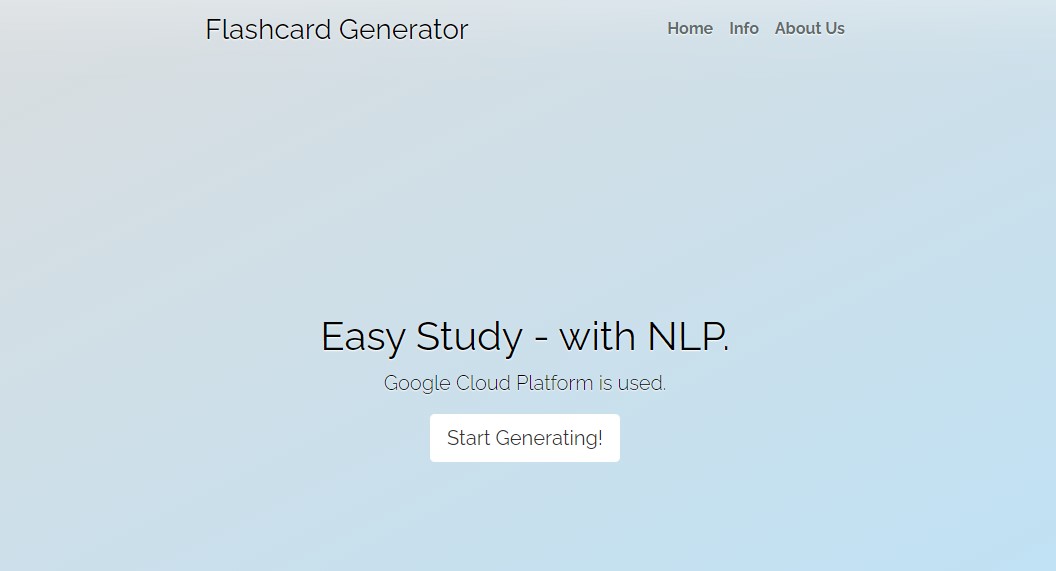 Flashcard Generator
Home Info About Us
Easy Study - with NLP.
Google Cloud Platform is used.
Start Generating!